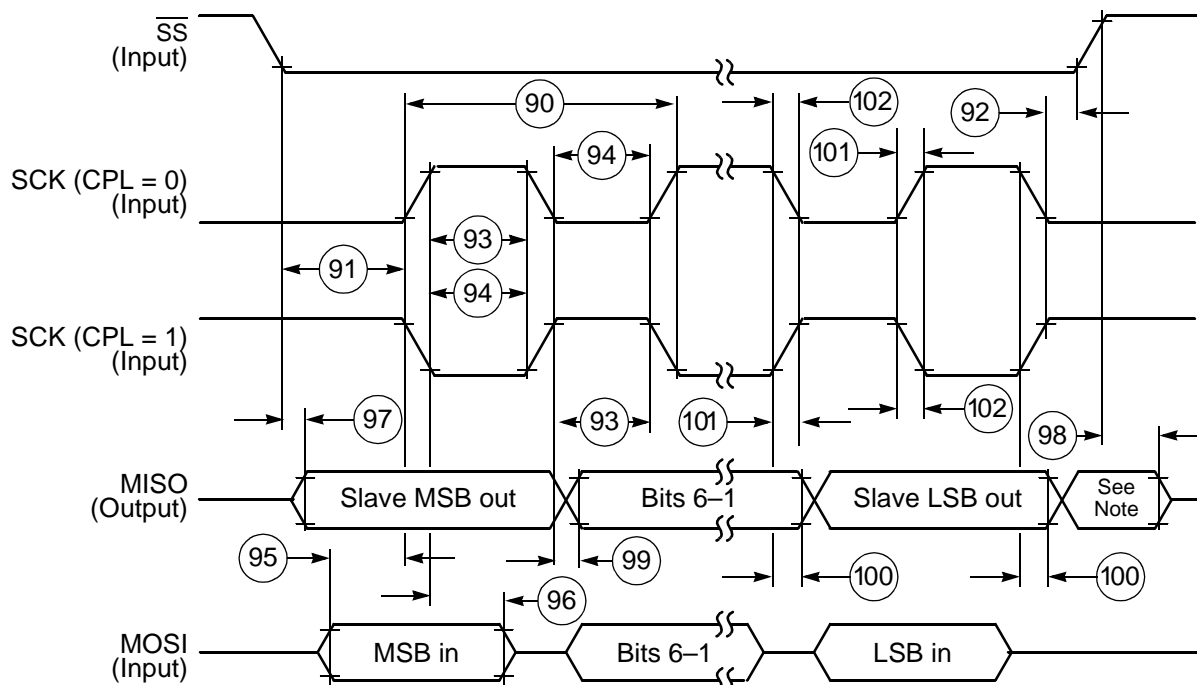 SS
(Input)
90
102
92
101
94
SCK (CPL = 0)
(Input)
93
91
94
SCK (CPL = 1)
(Input)
97
93
101
102
98
MISO
(Output)
Slave MSB out
Bits 6–1
Slave LSB out
See
Note
95
99
100
100
96
MOSI
(Input)
MSB in
Bits 6–1
LSB in